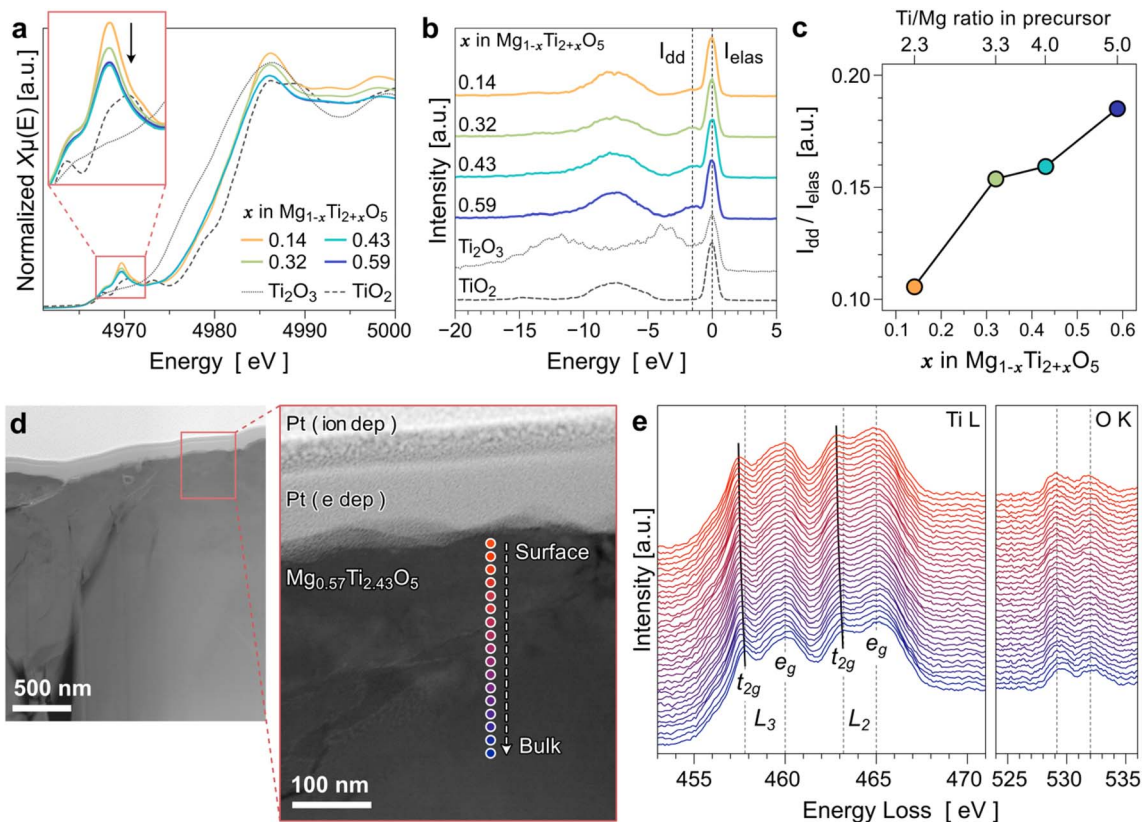 a
Normalized Xμ(E) [a.u.]
x in Mg1-xTi2+xO5
0.14
0.43
0.32
0.59
Ti2O3
TiO2
4970
4980
4990
5000
Energy [ eV ]
b
Intensity [a.u.]
x in Mg1-xTi2+xO5
Idd
Ielas
0.14
0.32
0.43
0.59
Ti2O3
TiO2
−20
−15
−10
−5
0
5
Energy [ eV ]
c
Ti/Mg ratio in precursor
2.3
3.3
4.0
5.0
Idd / Ielas [a.u.]
0.20
0.15
0.10
0.1
0.2
0.3
0.4
0.5
0.6
x in Mg1-xTi2+xO5
d
500 nm
Pt ( ion dep )
Pt ( e dep )
Mg0.57Ti2.43O5
Surface
Bulk
100 nm
e
Intensity [a.u.]
Ti L
O K
t2g
eg
t2g
eg
L3
L2
455
460
465
470
525
530
535
Energy Loss [ eV ]